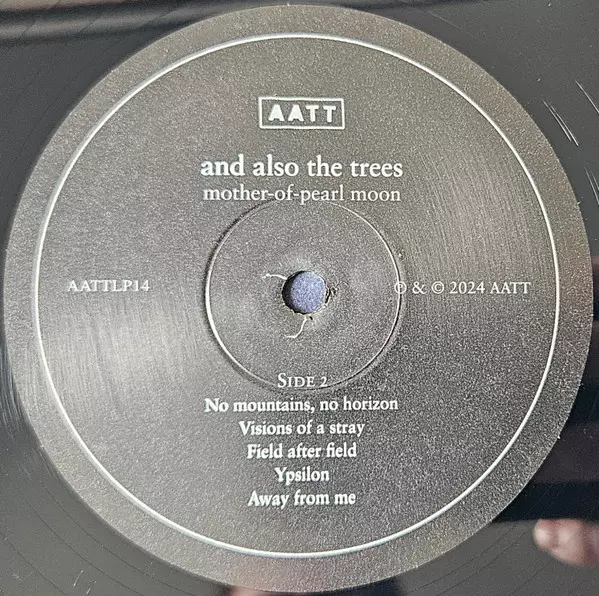 AATT
and also the trees
mother-of-pearl moon
AATTLP14
℗ & © 2024 AATT
SIDE 2
No mountains, no horizon
Visions of a stray
Field after field
Ypsilon
Away from me